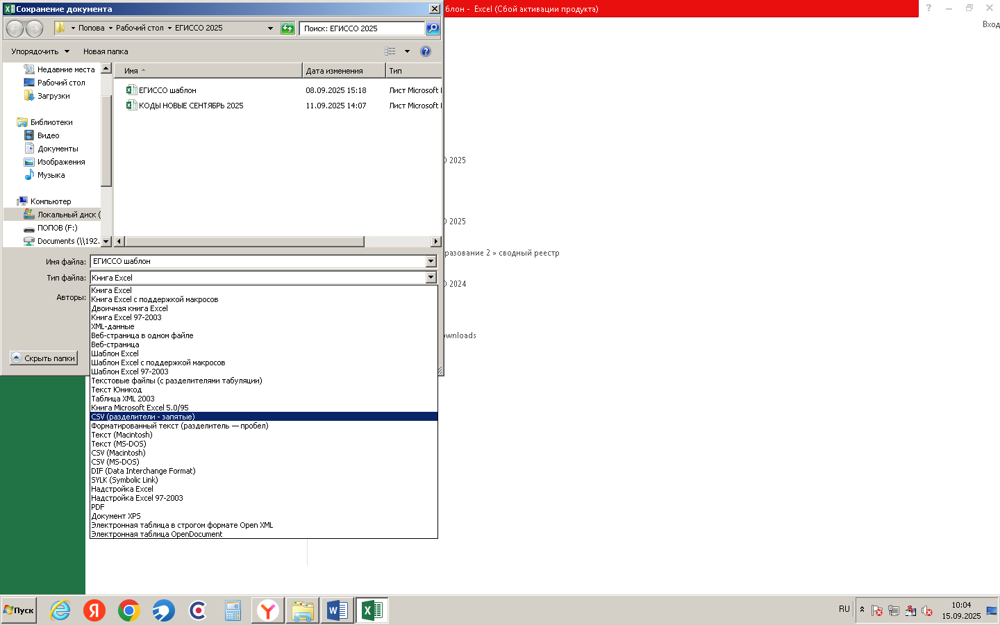 Сохранение документа
блон - Excel (Сбой активации продукта)
Вход
Попова
Рабочий стол
ЕГИССО 2025
Поиск: ЕГИССО 2025
Упорядочить
Новая папка
Недавние места
Рабочий стол
Загрузки
Библиотеки
Видео
Документы
Изображения
Музыка
Компьютер
Локальный диск (
ПОПОВ (F:)
Documents (\\192.
Имя
Дата изменения
Тип
ЕГИССО шаблон
08.09.2025 15:18
Лист Microsoft
КОДЫ НОВЫЕ СЕНТЯБРЬ 2025
11.09.2025 14:07
Лист Microsoft
2025
2025
разование 2 » сводный реестр
2024
ownloads
Имя файла:
ЕГИССО шаблон
Тип файла:
Книга Excel
Авторы:
Скрыть папки
Книга Excel
Книга Excel с поддержкой макросов
Двоичная книга Excel
Книга Excel 97-2003
XML-данные
Веб-страница в одном файле
Веб-страница
Шаблон Excel
Шаблон Excel с поддержкой макросов
Шаблон Excel 97-2003
Текстовые файлы (с разделителями табуляции)
Текст Юникод
Таблица XML 2003
Книга Microsoft Excel 5.0/95
CSV (разделители - запятые)
Форматированный текст (разделитель — пробел)
Текст (Macintosh)
Текст (MS-DOS)
CSV (Macintosh)
CSV (MS-DOS)
DIF (Data Interchange Format)
SYLK (Symbolic Link)
Надстройка Excel
Надстройка Excel 97-2003
PDF
Документ XPS
Электронная таблица в строгом формате Open XML
Электронная таблица OpenDocument
Пуск
RU
10:04
15.09.2025